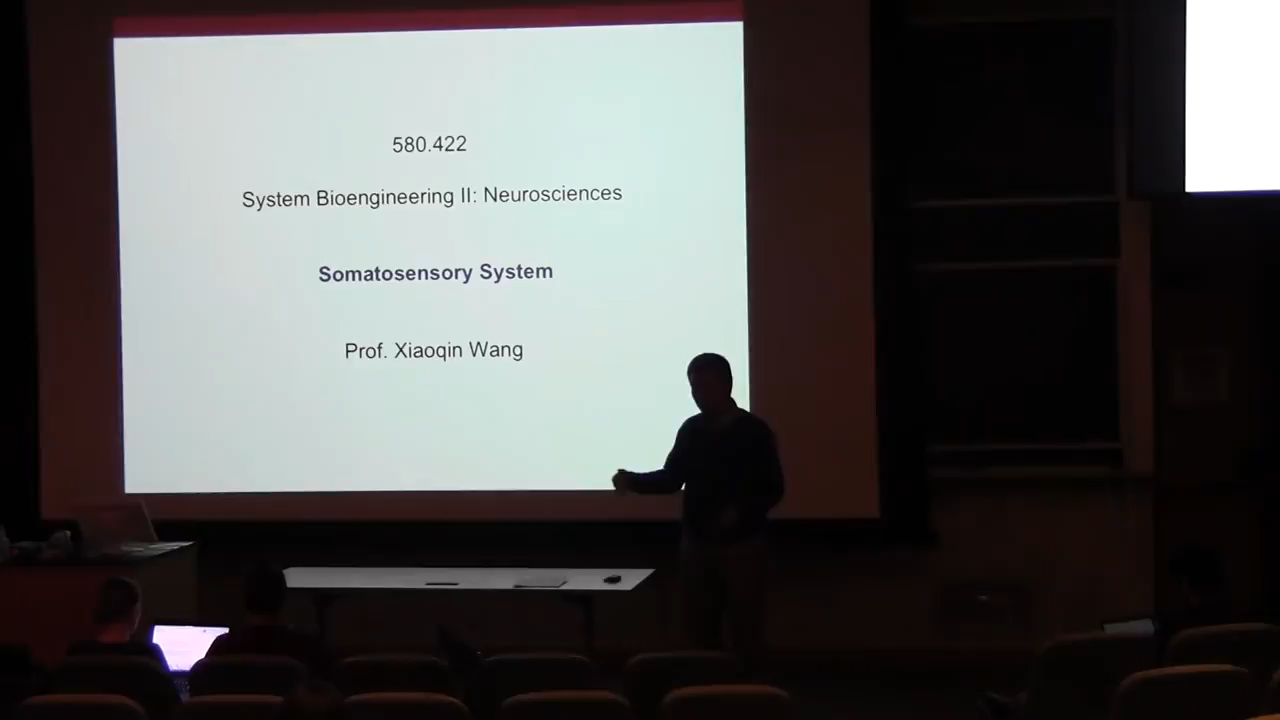 580.422
System Bioengineering II: Neurosciences
Somatosensory System
Prof. Xiaoqin Wang